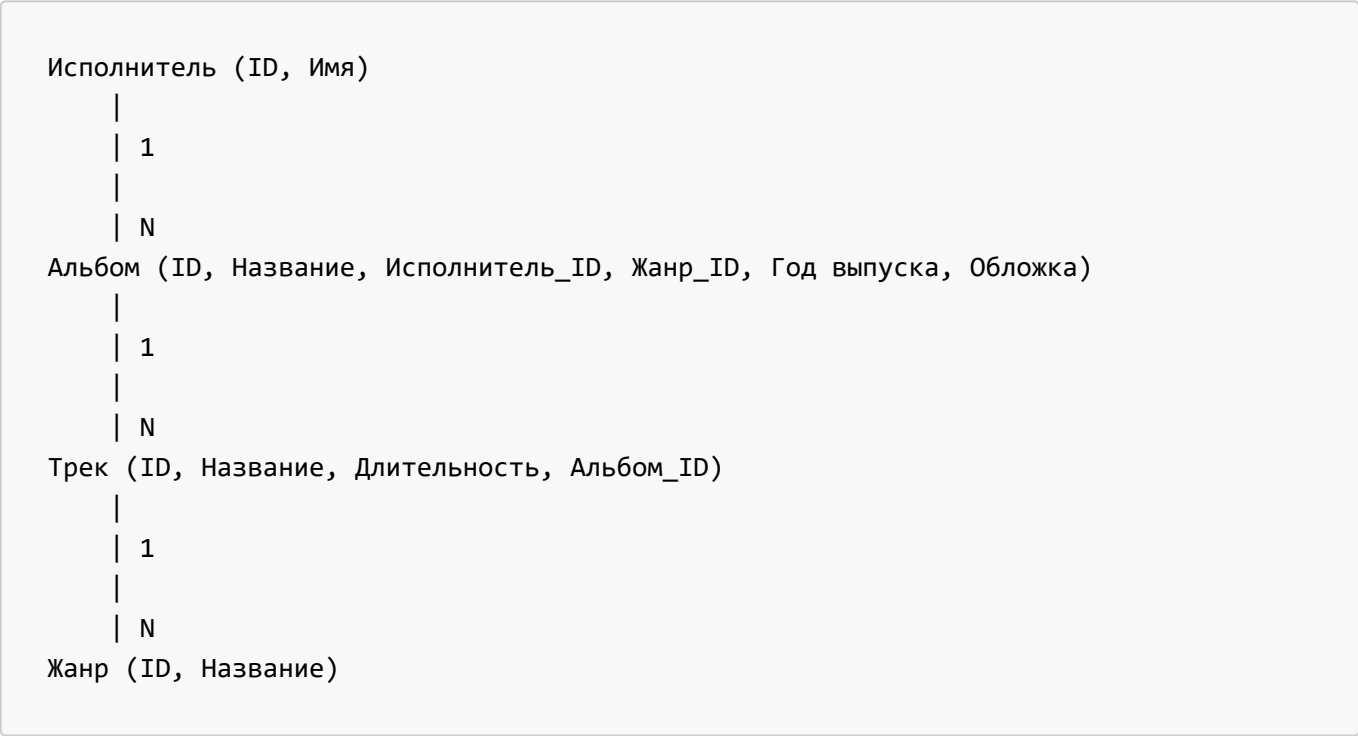 Исполнитель (ID, Имя)
|
| 1
|
| N
Альбом (ID, Название, Исполнитель_ID, Жанр_ID, Год выпуска, Обложка)
|
| 1
|
| N
Трек (ID, Название, Длительность, Альбом_ID)
|
| 1
|
| N
Жанр (ID, Название)